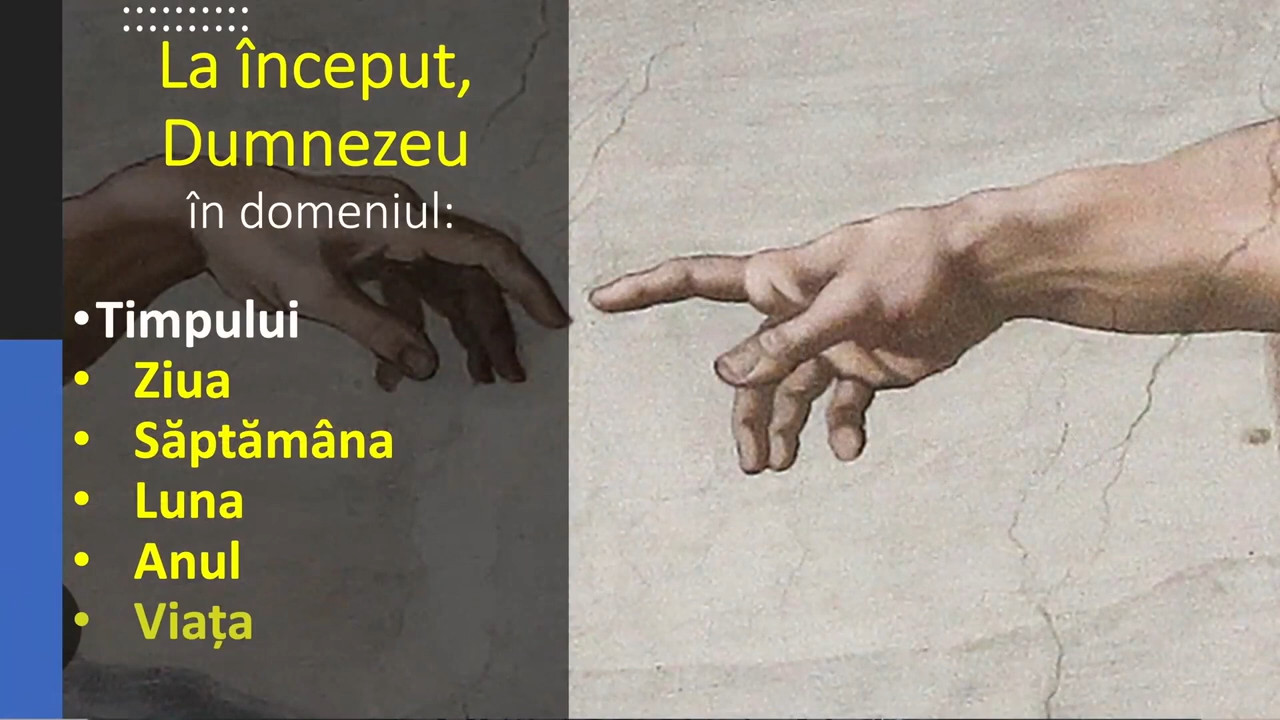 La început,
Dumnezeu
în domeniul:
•Timpului
• Ziua
• Săptămâna
• Luna
• Anul
• Viața